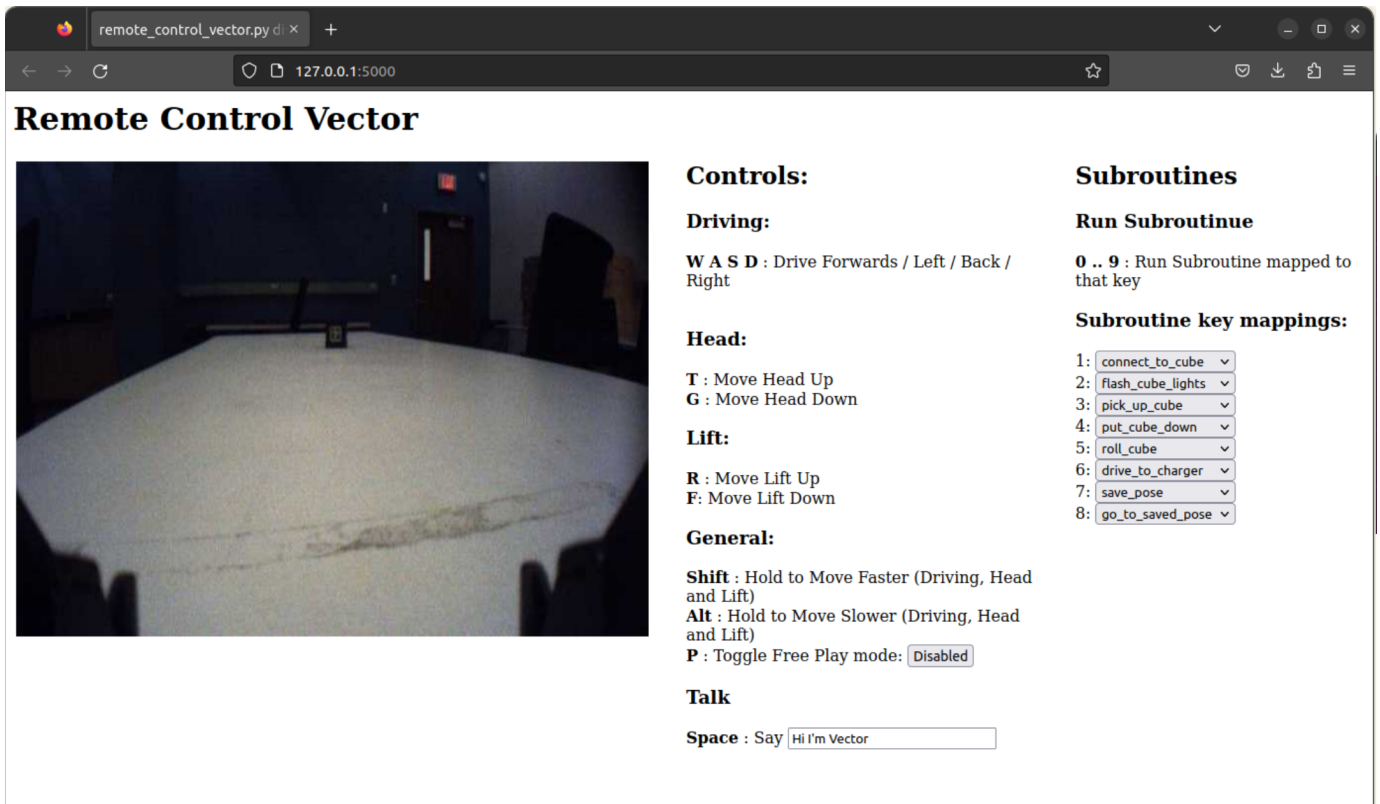 remote_control_vector.py di
127.0.0.1:5000
Remote Control Vector
Controls:
Driving:
W A S D : Drive Forwards / Left / Back /
Right
Head:
T : Move Head Up
G : Move Head Down
Lift:
R : Move Lift Up
F: Move Lift Down
General:
Shift : Hold to Move Faster (Driving, Head
and Lift)
Alt : Hold to Move Slower (Driving, Head
and Lift)
P : Toggle Free Play mode: Disabled
Talk
Space : Say Hi I'm Vector
Subroutines
Run Subroutinue
0 .. 9 : Run Subroutine mapped to
that key
Subroutine key mappings:
1: connect_to_cube
2: flash_cube_lights
3: pick_up_cube
4: put_cube_down
5: roll_cube
6: drive_to_charger
7: save_pose
8: go_to_saved_pose